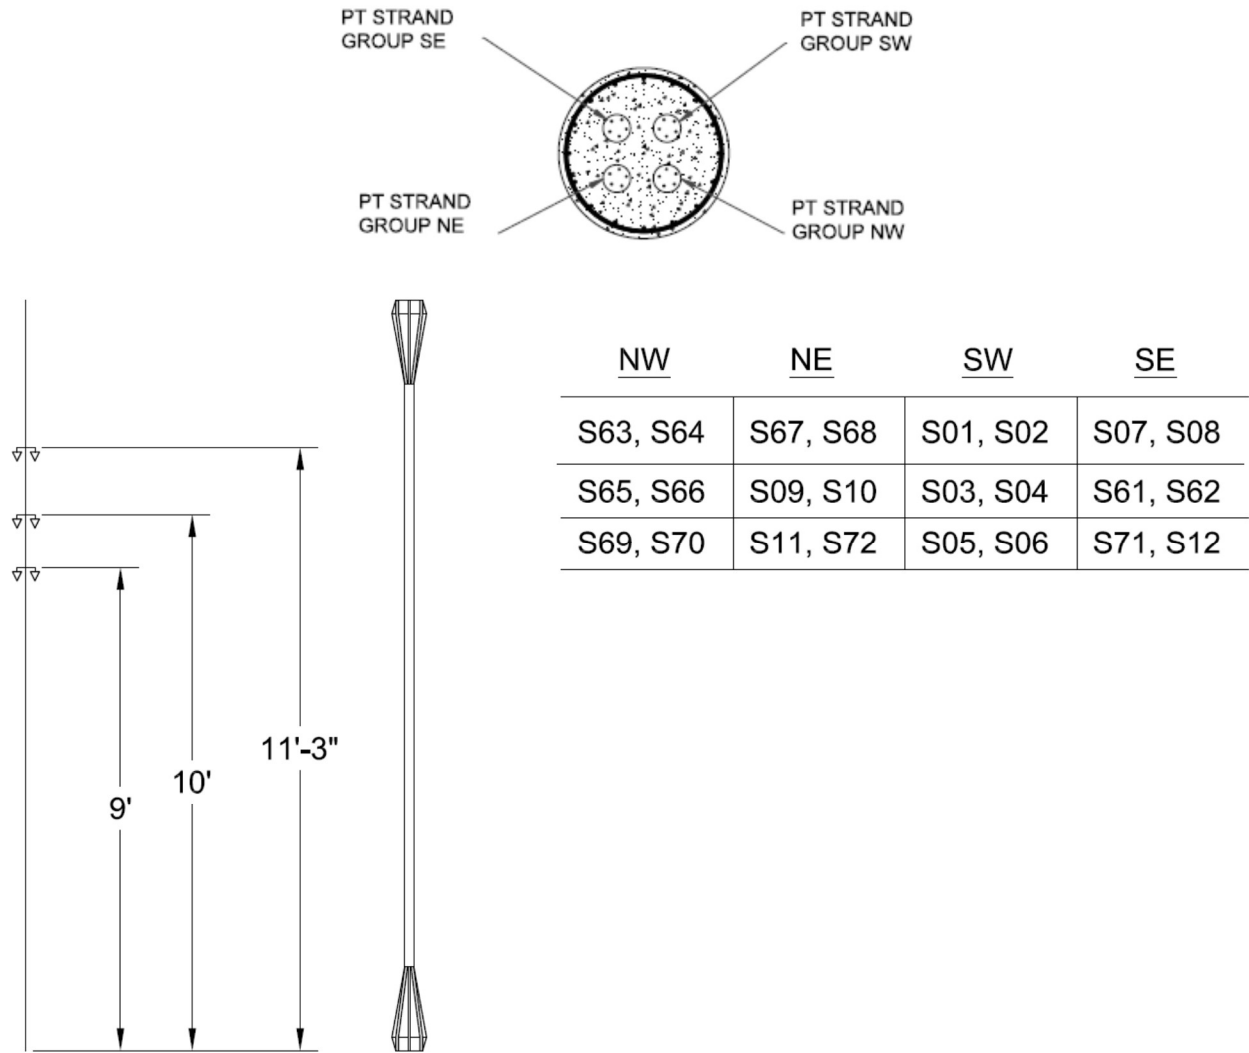 PT STRAND
GROUP SE
PT STRAND
GROUP SW
PT STRAND
GROUP NE
PT STRAND
GROUP NW
NW NE SW SE
S63, S64 S67, S68 S01, S02 S07, S08
S65, S66 S09, S10 S03, S04 S61, S62
S69, S70 S11, S72 S05, S06 S71, S12
11'-3"
10'
9'